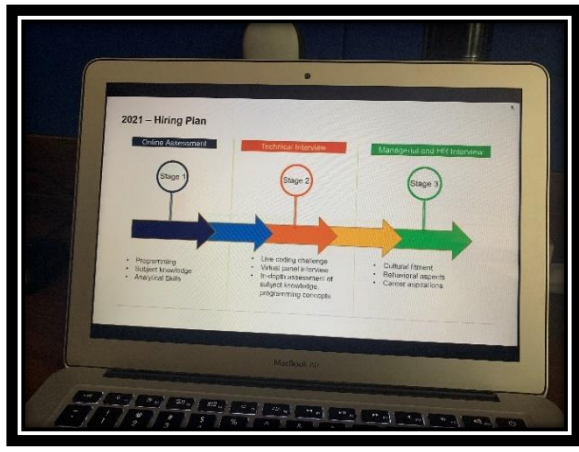 2021 – Hiring Plan
Online Assessment
Technical Interview
Managerial and HR Interview
Stage 1
Stage 2
Stage 3
• Programming
• Subject knowledge
• Analytical Skills
• Live coding challenge
• Virtual panel interview
• In-depth assessment of
subject knowledge,
programming concepts
• Cultural fitment
• Behavioral aspects
• Career aspirations
MacBook Air